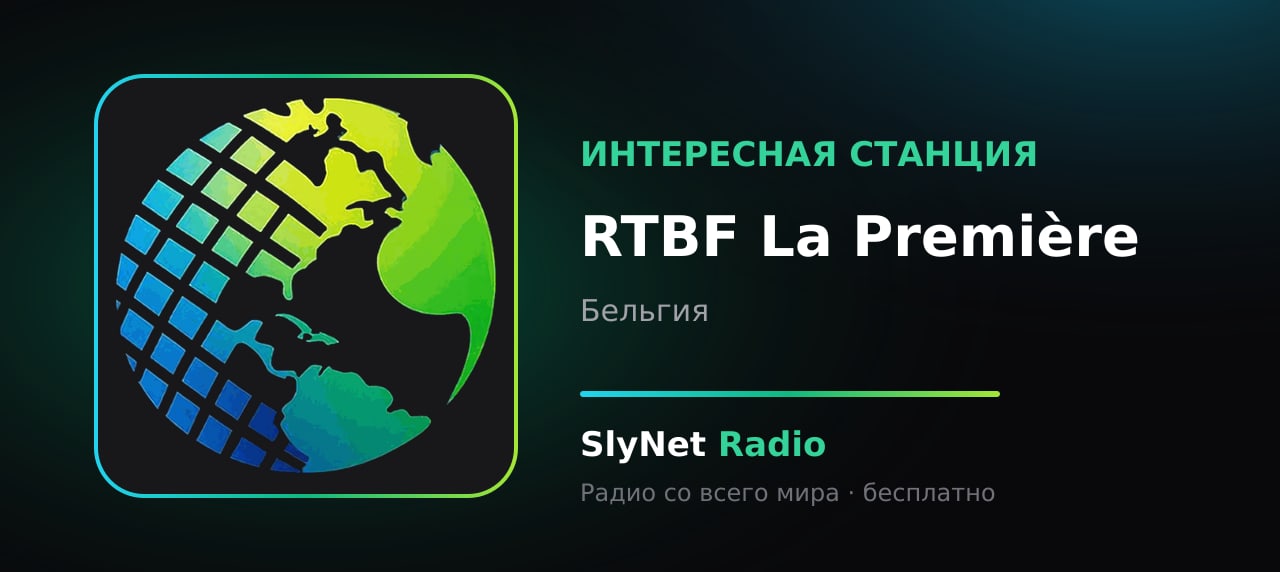 ИНТЕРЕСНАЯ СТАНЦИЯ
RTBF La Première
Бельгия
SlyNet Radio
Радио со всего мира · бесплатно